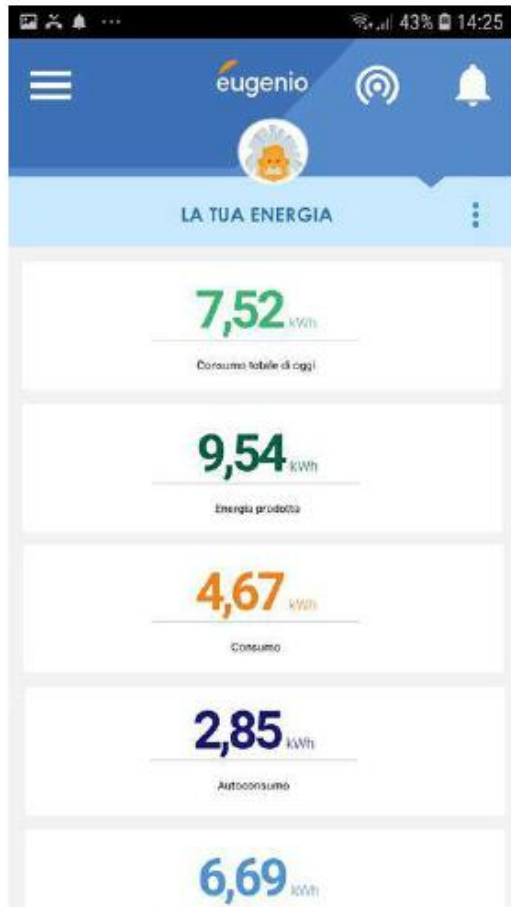 43% 14:25
eugenio
LA TUA ENERGIA
7,52 kWh
Consumo totale di oggi
9,54 kWh
Energia prodotta
4,67 kWh
Consumo
2,85 kWh
Autoconsumo
6,69 kWh